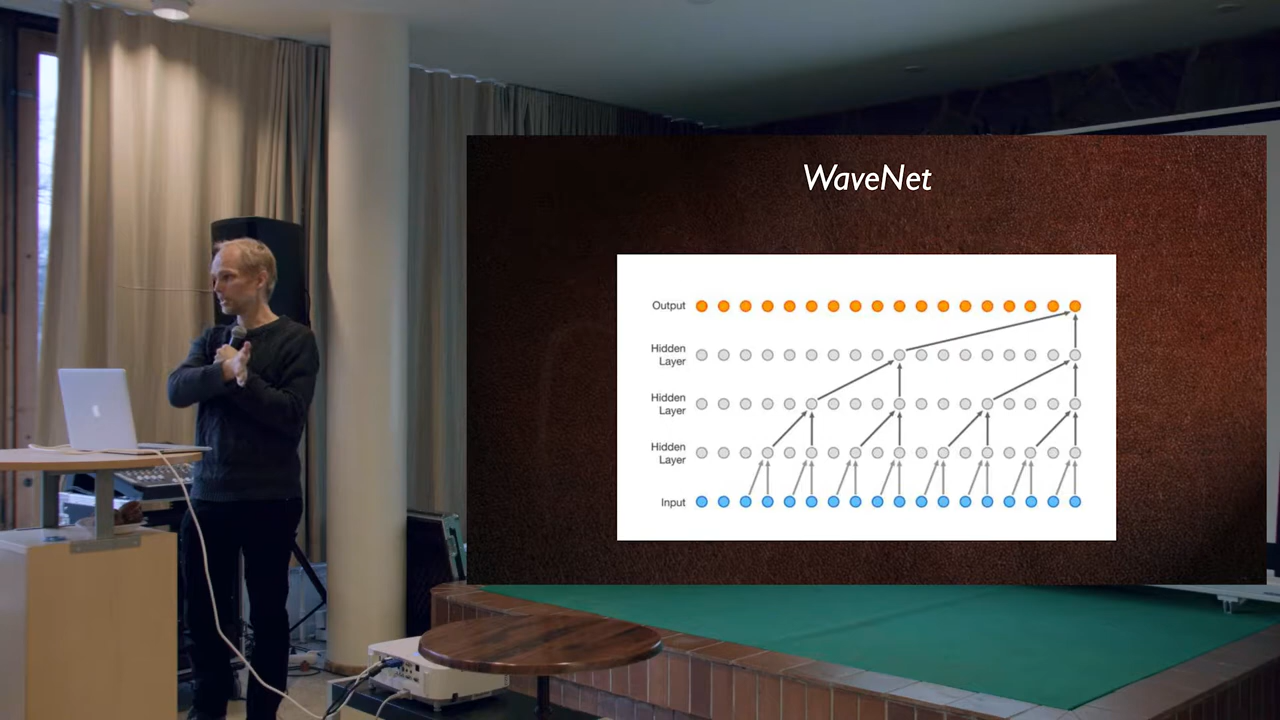 WaveNet
Output
Hidden
Layer
Hidden
Layer
Hidden
Layer
Input